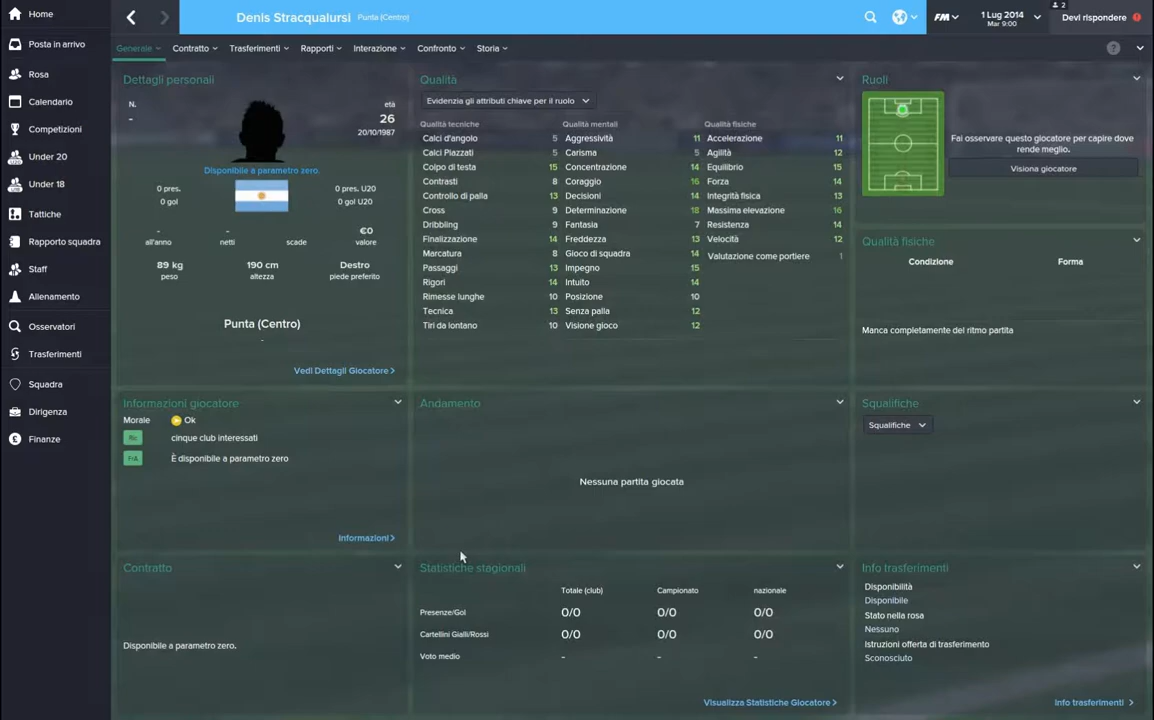 Home
Posta in arrivo
Rosa
Calendario
Competizioni
Under 20
Under 18
Tattiche
Rapporto squadra
Staff
Allenamento
Osservatori
Trasferimenti
Squadra
Dirigenza
Finanze
Denis Stracqualursi Punta (Centro)
FM
1 Lug 2014
Mar 9:00
2
Devi rispondere
Generale Contratto Trasferimenti Rapporti Interazione Confronto Storia
Dettagli personali
N.
-
età
26
20/10/1987
Disponibile a parametro zero.
0 pres.
0 gol
0 pres. U20
0 gol U20
- - €0
all'anno netti scade valore
89 kg 190 cm Destro
peso altezza piede preferito
Punta (Centro)
-
Vedi Dettagli Giocatore >
Qualità
Evidenzia gli attributi chiave per il ruolo
Qualità tecniche Qualità mentali Qualità fisiche
Calci d'angolo 5 Aggressività 11 Accelerazione 11
Calci Piazzati 5 Carisma 5 Agilità 12
Colpo di testa 15 Concentrazione 14 Equilibrio 15
Contrasti 8 Coraggio 16 Forza 14
Controllo di palla 13 Decisioni 14 Integrità fisica 13
Cross 9 Determinazione 18 Massima elevazione 16
Dribbling 9 Fantasia 7 Resistenza 14
Finalizzazione 14 Freddezza 13 Velocità 12
Marcatura 8 Gioco di squadra 14 Valutazione come portiere 1
Passaggi 13 Impegno 15
Rigori 14 Intuito 14
Rimesse lunghe 10 Posizione 10
Tecnica 13 Senza palla 12
Tiri da lontano 10 Visione gioco 12
Ruoli
Fai osservare questo giocatore per capire dove
rende meglio.
Visiona giocatore
Qualità fisiche
Condizione Forma
Manca completamente del ritmo partita
Informazioni giocatore
Morale Ok
Ric cinque club interessati
FrA È disponibile a parametro zero
Informazioni >
Andamento
Nessuna partita giocata
Squalifiche
Squalifiche
Contratto
Disponibile a parametro zero.
Statistiche stagionali
Totale (club) Campionato nazionale
Presenze/Gol 0/0 0/0 0/0
Cartellini Gialli/Rossi 0/0 0/0 0/0
Voto medio - - -
Visualizza Statistiche Giocatore >
Info trasferimenti
Disponibilità
Disponibile
Stato nella rosa
Nessuno
Istruzioni offerta di trasferimento
Sconosciuto
Info trasferimenti >